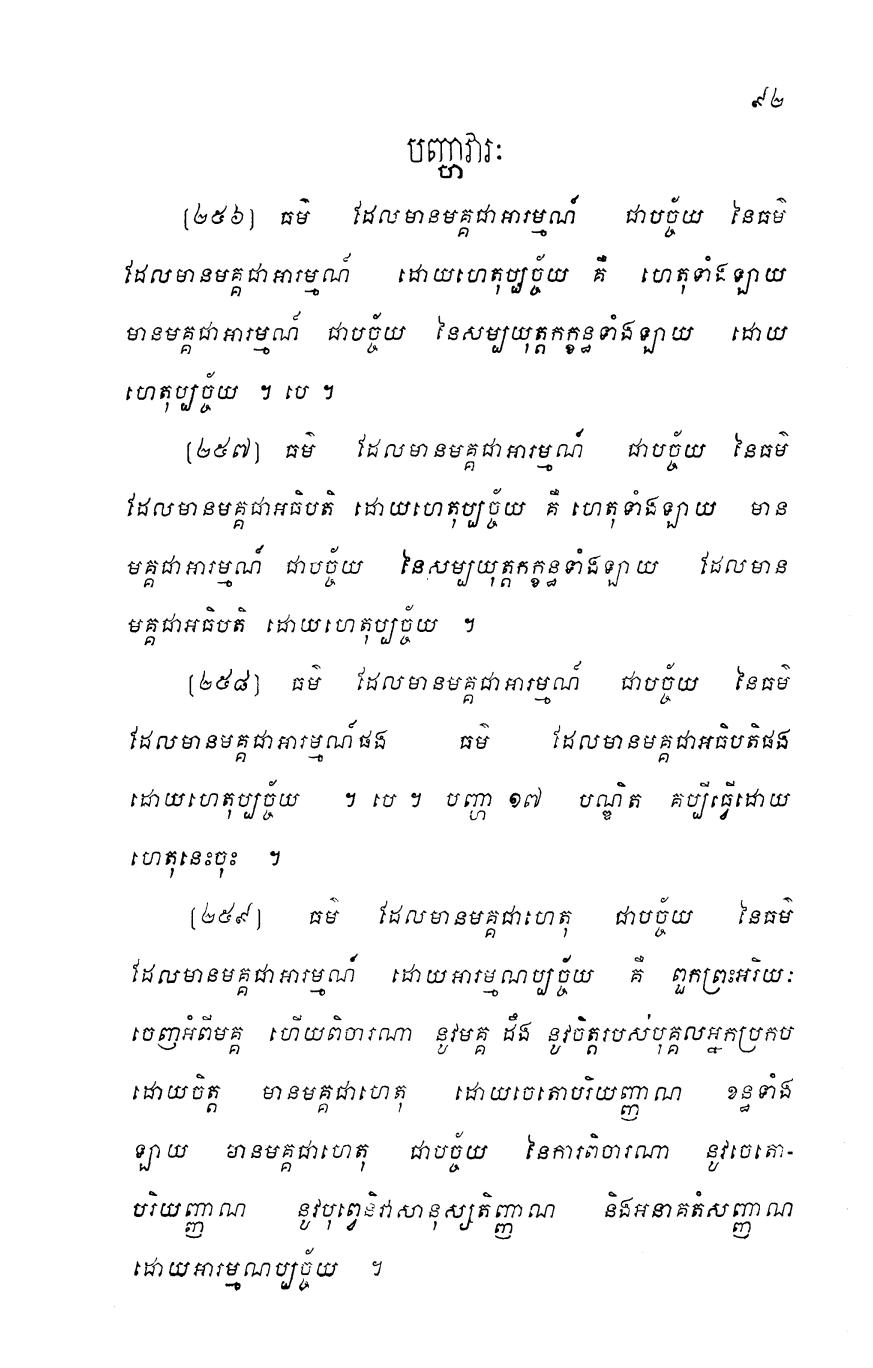 ៩២
បញ្ហាវារៈ
[២៥៦] ធម៌ ដែលមានមគ្គជាអារម្មណ៍ ជាបច្ច័យ នៃធម៌
ដែលមានមគ្គជាអារម្មណ៍ ដោយហេតុប្បច្ច័យ គឺ ហេតុទាំងឡាយ
មានមគ្គជាអារម្មណ៍ ជាបច្ច័យ នៃសម្បយុត្តកក្ខន្ធទាំងឡាយ ដោយ
ហេតុប្បច្ច័យ ។ បេ ។
[២៥៧] ធម៌ ដែលមានមគ្គជាអារម្មណ៍ ជាបច្ច័យ នៃធម៌
ដែលមានមគ្គជាអធិបតិ ដោយហេតុប្បច្ច័យ គឺ ហេតុទាំងឡាយ មាន
មគ្គជាអារម្មណ៍ ជាបច្ច័យ នៃសម្បយុត្តកក្ខន្ធទាំងឡាយ ដែលមាន
មគ្គជាអធិបតិ ដោយហេតុប្បច្ច័យ ។
[២៥៨] ធម៌ ដែលមានមគ្គជាអារម្មណ៍ ជាបច្ច័យ នៃធម៌
ដែលមានមគ្គជាអារម្មណ៍ផង ធម៌ ដែលមានមគ្គជាអធិបតិផង
ដោយហេតុប្បច្ច័យ ។ បេ ។ បញ្ហា ១៧ បណ្ឌិត គប្បីធ្វើដោយ
ហេតុនេះចុះ ។
[២៥៩] ធម៌ ដែលមានមគ្គជាហេតុ ជាបច្ច័យ នៃធម៌
ដែលមានមគ្គជាអារម្មណ៍ ដោយអារម្មណប្បច្ច័យ គឺ ពួកព្រះអរិយៈ
ចេញអំពីមគ្គ ហើយពិចារណា នូវមគ្គ ដឹង នូវចិត្តរបស់បុគ្គលអ្នកប្រកប
ដោយចិត្ត មានមគ្គជាហេតុ ដោយចេតោបរិយញ្ញាណ ខន្ធទាំង
ឡាយ មានមគ្គជាហេតុ ជាបច្ច័យ នៃការពិចារណា នូវចេតោ-
បរិយញ្ញាណ នូវបុព្វេនិវាសានុស្សតិញ្ញាណ និងអនាគតំសញ្ញាណ
ដោយអារម្មណប្បច្ច័យ ។